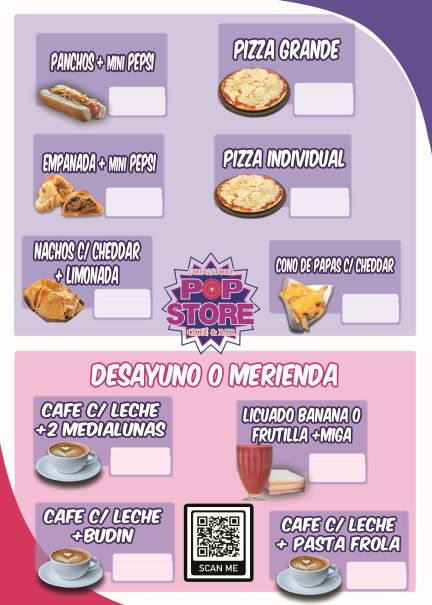 PANCHOS + MINI PEPSI
PIZZA GRANDE
EMPANADA + MINI PEPSI
PIZZA INDIVIDUAL
NACHOS C/ CHEDDAR
+ LIMONADA
POP
STORE
CAFÉ & BAR
CONO DE PAPAS C/ CHEDDAR
DESAYUNO O MERIENDA
CAFE C/ LECHE
+2 MEDIALUNAS
LICUADO BANANA O
FRUTILLA +MIGA
CAFE C/ LECHE
+BUDIN
SCAN ME
CAFE C/ LECHE
+ PASTA FROLA